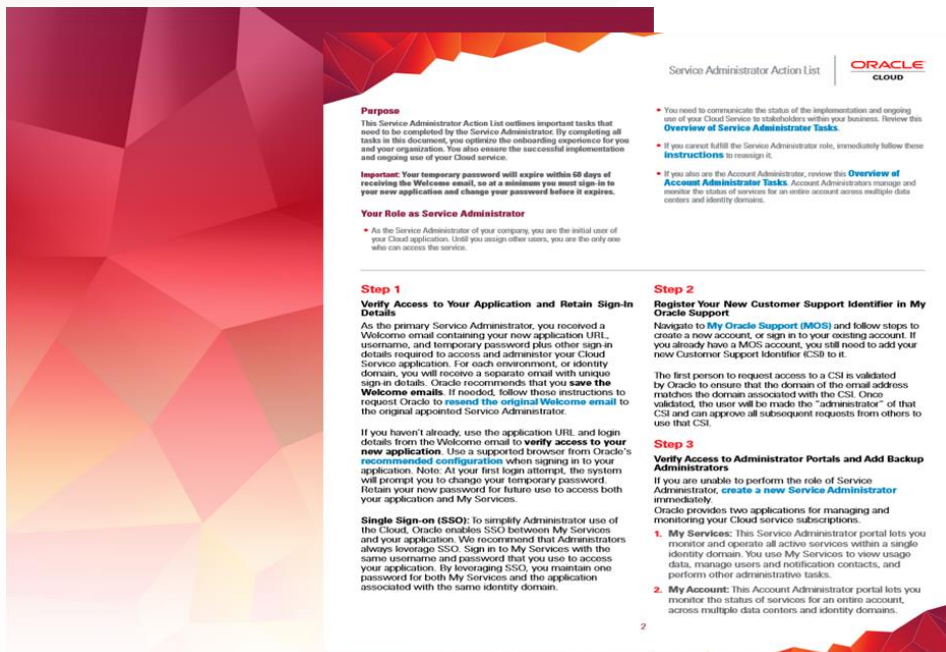 Service Administrator Action List
ORACLE
CLOUD
Purpose
This Service Administrator Action List outlines important tasks that
need to be completed by the Service Administrator. By completing all
tasks in this document, you optimize the onboarding experience for you
and your organization. You also ensure the successful implementation
and ongoing use of your Cloud service.
Important: Your temporary password will expire within 60 days of
receiving the Welcome email, so at a minimum you must sign-in to
your new application and change your password before it expires.
Your Role as Service Administrator
• As the Service Administrator of your company, you are the initial user of
your Cloud application. Until you assign other users, you are the only one
who can access the service.
• You need to communicate the status of the implementation and ongoing
use of your Cloud Service to stakeholders within your business. Review this
Overview of Service Administrator Tasks.
• If you cannot fulfill the Service Administrator role, immediately follow these
instructions to reassign it.
• If you also are the Account Administrator, review this Overview of
Account Administrator Tasks. Account Administrators manage and
monitor the status of services for an entire account across multiple data
centers and identity domains.
Step 1
Verify Access to Your Application and Retain Sign-In
Details
As the primary Service Administrator, you received a
Welcome email containing your new application URL,
username, and temporary password plus other sign-in
details required to access and administer your Cloud
Service application. For each environment, or identity
domain, you will receive a separate email with unique
sign-in details. Oracle recommends that you save the
Welcome emails. If needed, follow these instructions to
request Oracle to resend the original Welcome email to
the original appointed Service Administrator.
If you haven't already, use the application URL and login
details from the Welcome email to verify access to your
new application. Use a supported browser from Oracle's
recommended configuration when signing in to your
application. Note: At your first login attempt, the system
will prompt you to change your temporary password.
Retain your new password for future use to access both
your application and My Services.
Single Sign-on (SSO): To simplify Administrator use of
the Cloud, Oracle enables SSO between My Services
and your application. We recommend that Administrators
always leverage SSO. Sign in to My Services with the
same username and password that you use to access
your application. By leveraging SSO, you maintain one
password for both My Services and the application
associated with the same identity domain.
Step 2
Register Your New Customer Support Identifier in My
Oracle Support
Navigate to My Oracle Support (MOS) and follow steps to
create a new account, or sign in to your existing account. If
you already have a MOS account, you still need to add your
new Customer Support Identifier (CSI) to it.
The first person to request access to a CSI is validated
by Oracle to ensure that the domain of the email address
matches the domain associated with the CSI. Once
validated, the user will be made the "administrator" of that
CSI and can approve all subsequent requests from others to
use that CSI.
Step 3
Verify Access to Administrator Portals and Add Backup
Administrators
If you are unable to perform the role of Service
Administrator, create a new Service Administrator
immediately.
Oracle provides two applications for managing and
monitoring your Cloud service subscriptions.
1. My Services: This Service Administrator portal lets you
monitor and operate all active services within a single
identity domain. You use My Services to view usage
data, manage users and notification contacts, and
perform other administrative tasks.
2. My Account: This Account Administrator portal lets you
monitor the status of services for an entire account,
across multiple data centers and identity domains.
2